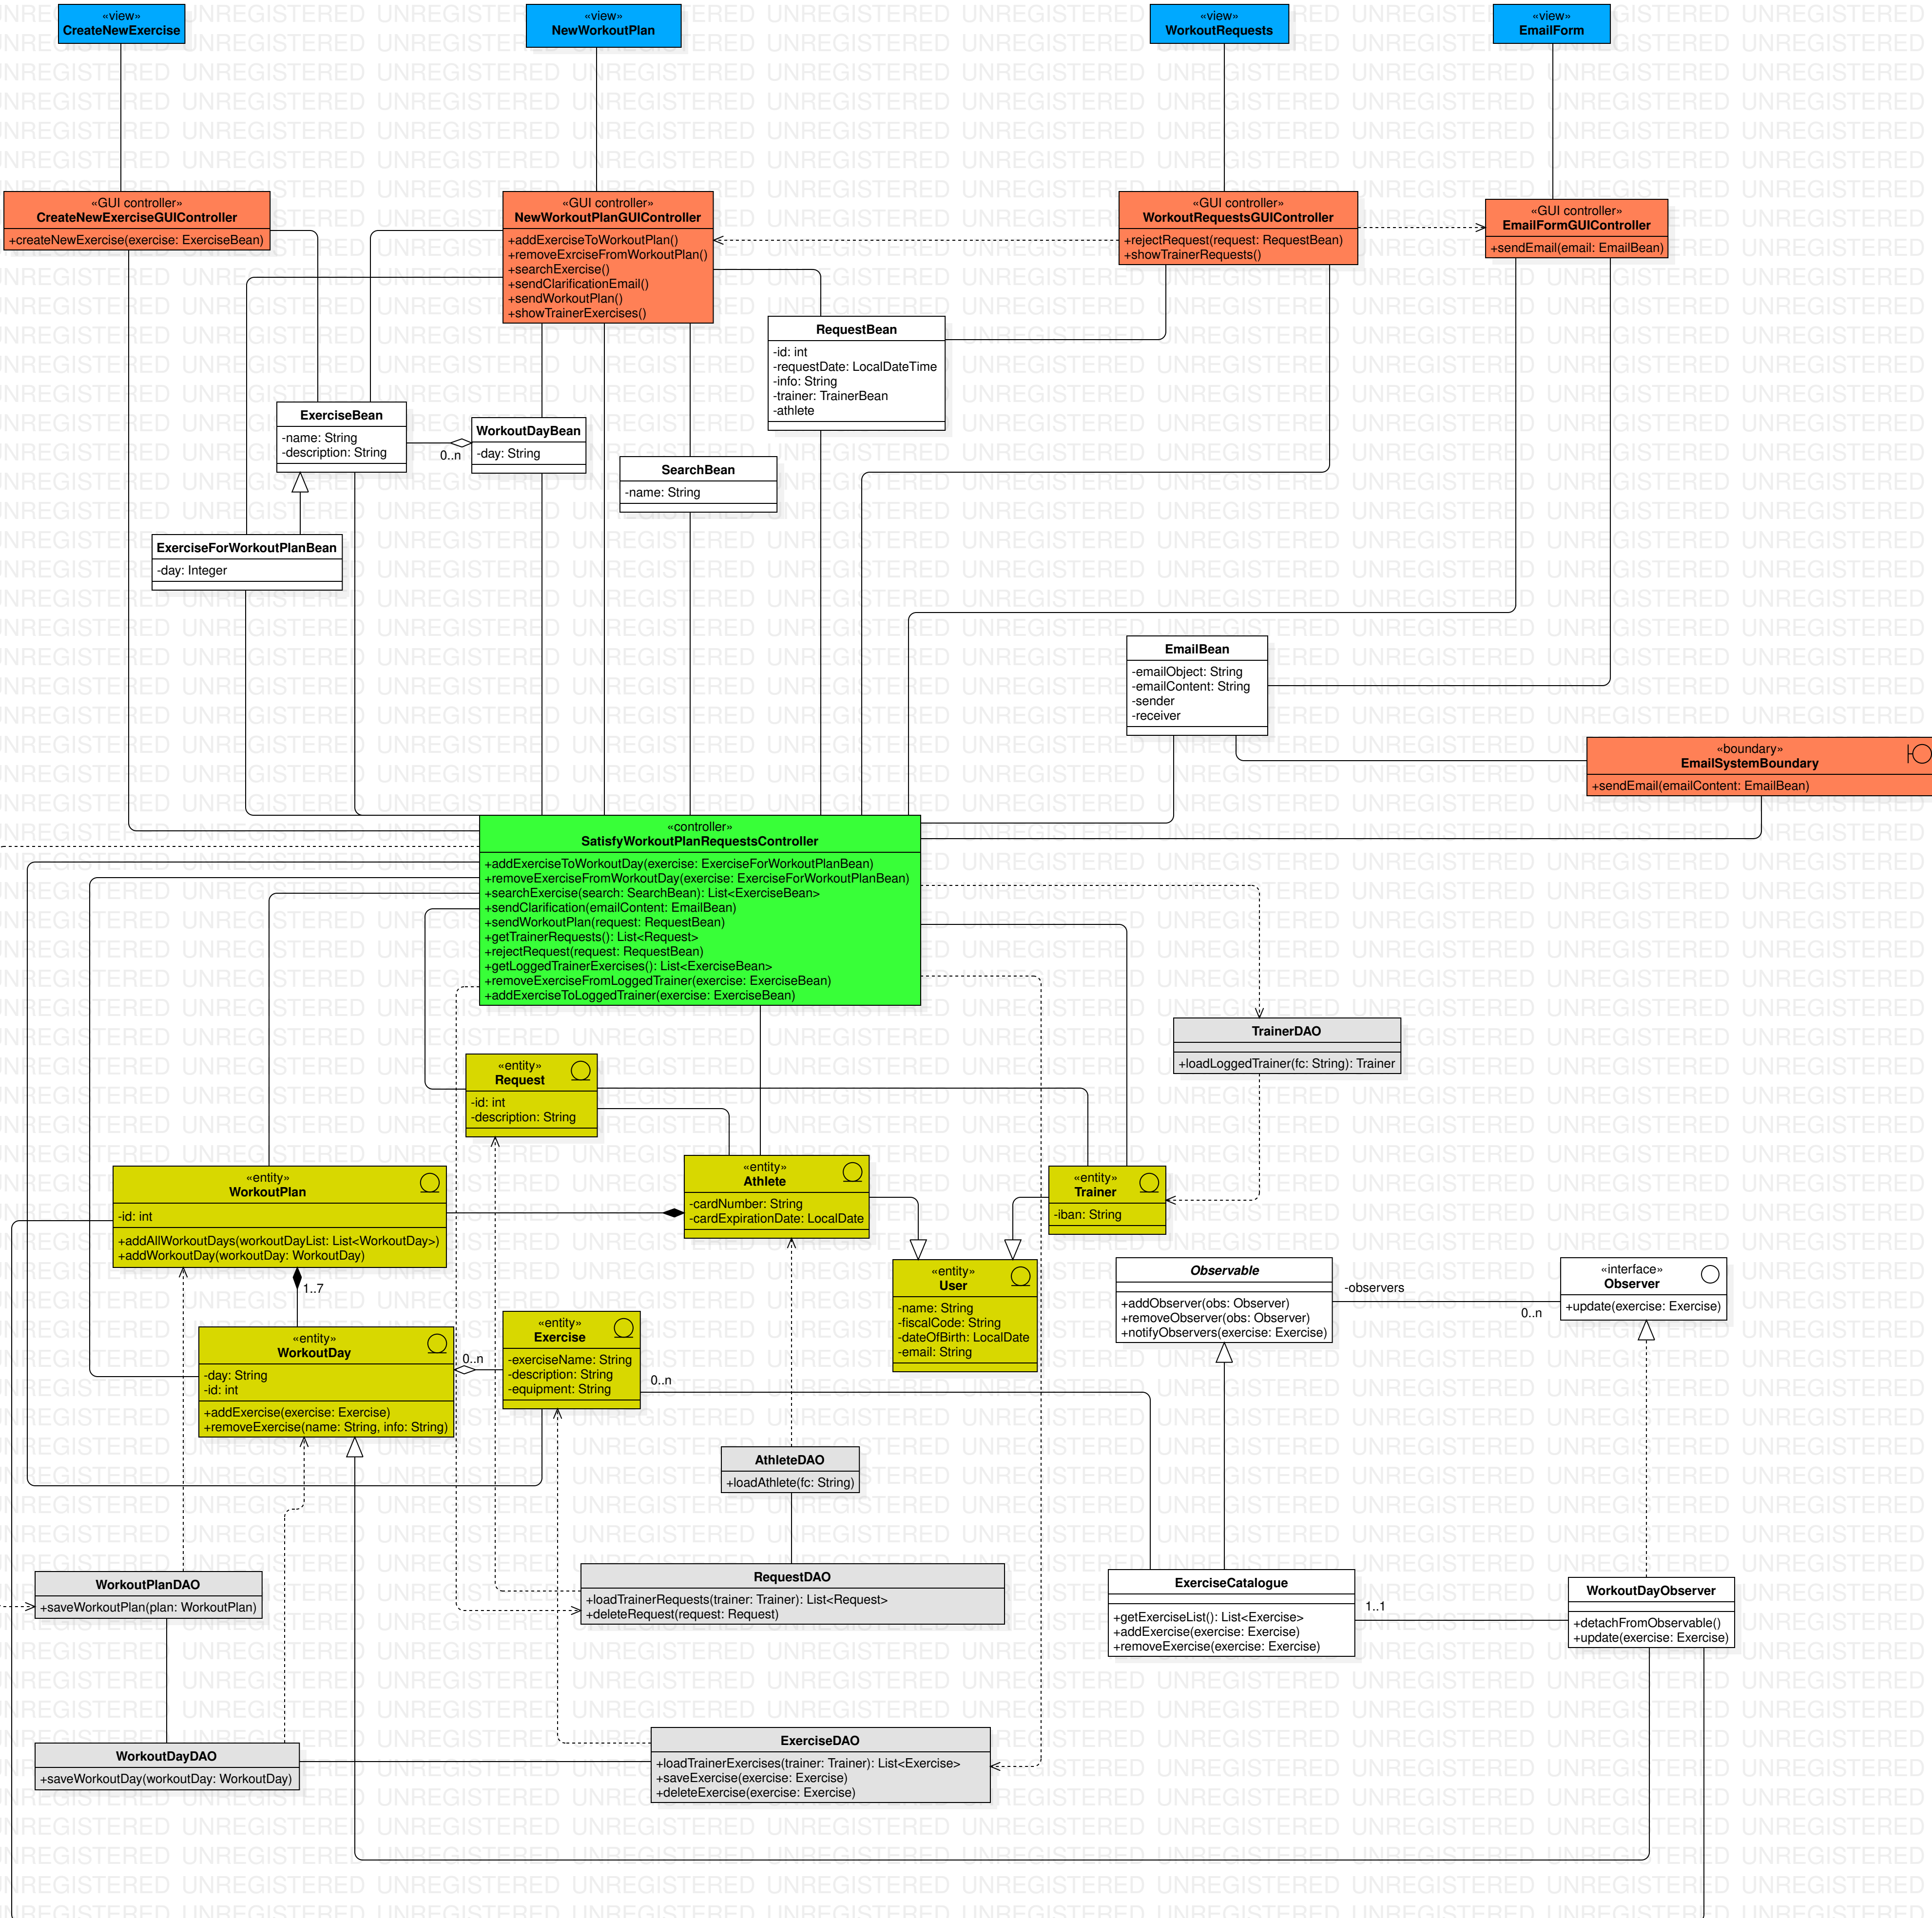 «view»
CreateNewExercise
«view»
NewWorkoutPlan
«view»
WorkoutRequests
«view»
EmailForm
«GUI controller»
CreateNewExerciseGUIController
+createNewExercise(exercise: ExerciseBean)
«GUI controller»
NewWorkoutPlanGUIController
+addExerciseToWorkoutPlan()
+removeExrciseFromWorkoutPlan()
+searchExercise()
+sendClarificationEmail()
+sendWorkoutPlan()
+showTrainerExercises()
«GUI controller»
WorkoutRequestsGUIController
+rejectRequest(request: RequestBean)
+showTrainerRequests()
«GUI controller»
EmailFormGUIController
+sendEmail(email: EmailBean)
RequestBean
-id: int
-requestDate: LocalDateTime
-info: String
-trainer: TrainerBean
-athlete
ExerciseBean
-name: String
-description: String
0..n
WorkoutDayBean
-day: String
SearchBean
-name: String
ExerciseForWorkoutPlanBean
-day: Integer
EmailBean
-emailObject: String
-emailContent: String
-sender
-receiver
«boundary»
EmailSystemBoundary
+sendEmail(emailContent: EmailBean)
«controller»
SatisfyWorkoutPlanRequestsController
+addExerciseToWorkoutDay(exercise: ExerciseForWorkoutPlanBean)
+removeExerciseFromWorkoutDay(exercise: ExerciseForWorkoutPlanBean)
+searchExercise(search: SearchBean): List<ExerciseBean>
+sendClarification(emailContent: EmailBean)
+sendWorkoutPlan(request: RequestBean)
+getTrainerRequests(): List<Request>
+rejectRequest(request: RequestBean)
+getLoggedTrainerExercises(): List<ExerciseBean>
+removeExerciseFromLoggedTrainer(exercise: ExerciseBean)
+addExerciseToLoggedTrainer(exercise: ExerciseBean)
TrainerDAO
+loadLoggedTrainer(fc: String): Trainer
«entity»
Request
-id: int
-description: String
«entity»
WorkoutPlan
-id: int
+addAllWorkoutDays(workoutDayList: List<WorkoutDay>)
+addWorkoutDay(workoutDay: WorkoutDay)
1..7
«entity»
Athlete
-cardNumber: String
-cardExpirationDate: LocalDate
«entity»
Trainer
-iban: String
«entity»
User
-name: String
-fiscalCode: String
-dateOfBirth: LocalDate
-email: String
Observable
+addObserver(obs: Observer)
+removeObserver(obs: Observer)
+notifyObservers(exercise: Exercise)
-observers
0..n
«interface»
Observer
+update(exercise: Exercise)
«entity»
WorkoutDay
-day: String
-id: int
+addExercise(exercise: Exercise)
+removeExercise(name: String, info: String)
0..n
«entity»
Exercise
-exerciseName: String
-description: String
-equipment: String
0..n
AthleteDAO
+loadAthlete(fc: String)
WorkoutPlanDAO
+saveWorkoutPlan(plan: WorkoutPlan)
RequestDAO
+loadTrainerRequests(trainer: Trainer): List<Request>
+deleteRequest(request: Request)
ExerciseCatalogue
+getExerciseList(): List<Exercise>
+addExercise(exercise: Exercise)
+removeExercise(exercise: Exercise)
1..1
WorkoutDayObserver
+detachFromObservable()
+update(exercise: Exercise)
WorkoutDayDAO
+saveWorkoutDay(workoutDay: WorkoutDay)
ExerciseDAO
+loadTrainerExercises(trainer: Trainer): List<Exercise>
+saveExercise(exercise: Exercise)
+deleteExercise(exercise: Exercise)
UNREGISTERED